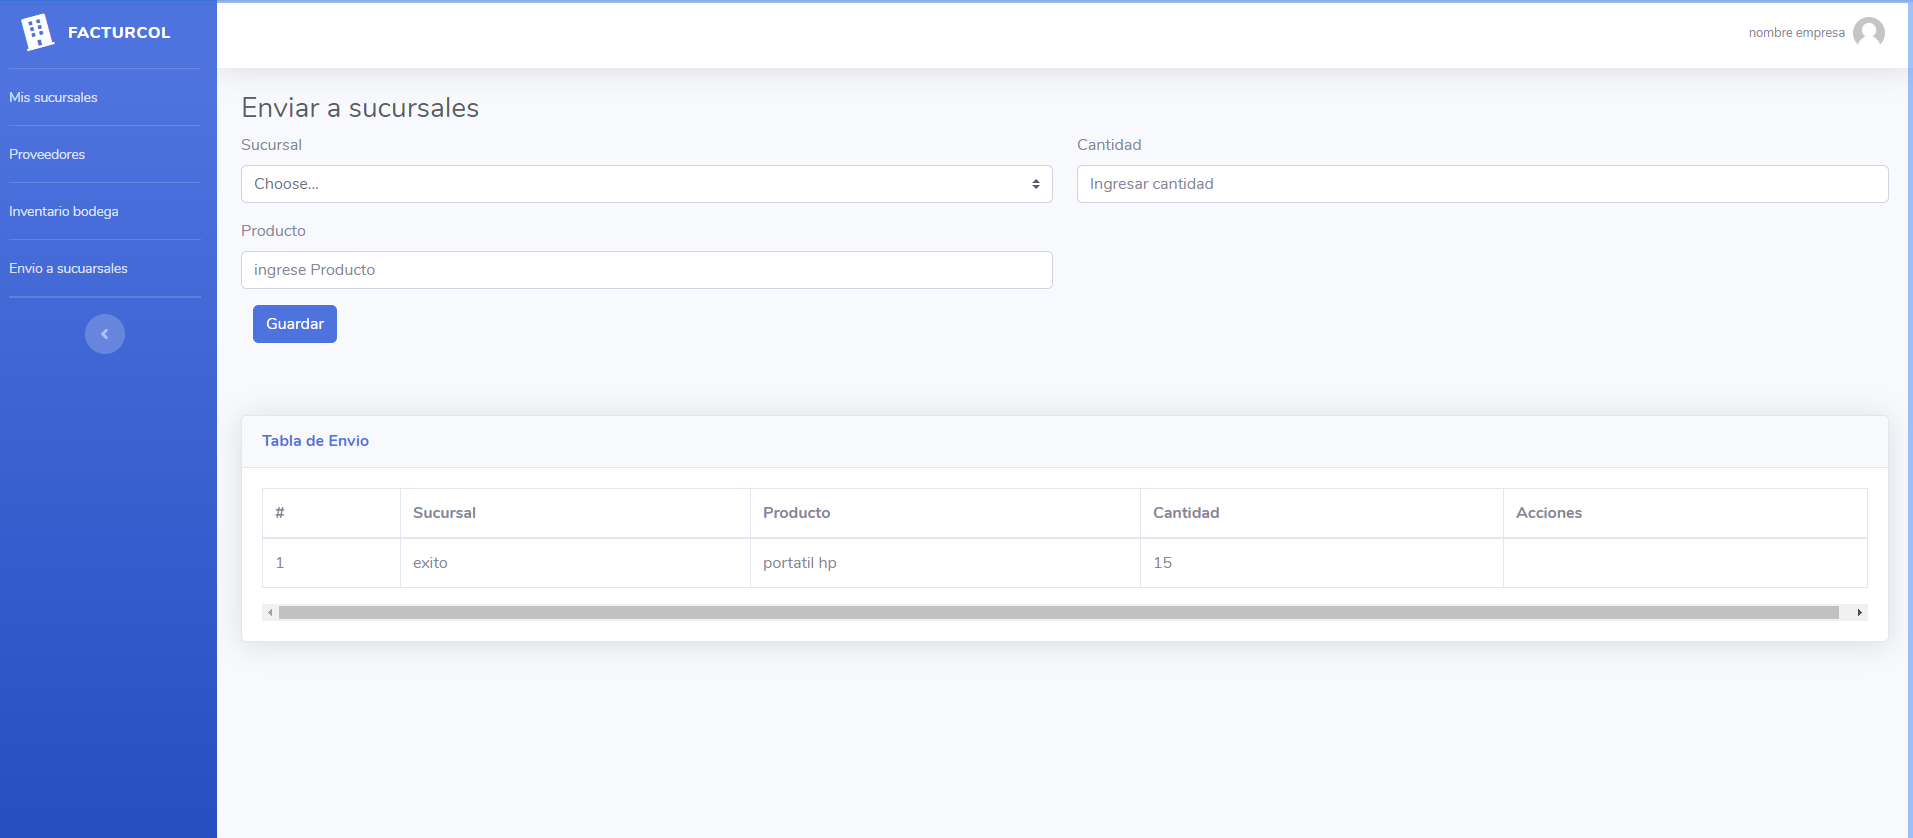 FACTURCOL
nombre empresa
Mis sucursales
Proveedores
Inventario bodega
Envio a sucuarsales
Enviar a sucursales
Sucursal Cantidad
Choose... Ingresar cantidad
Producto
ingrese Producto
Guardar
Tabla de Envio
# Sucursal Producto Cantidad Acciones
1 exito portatil hp 15